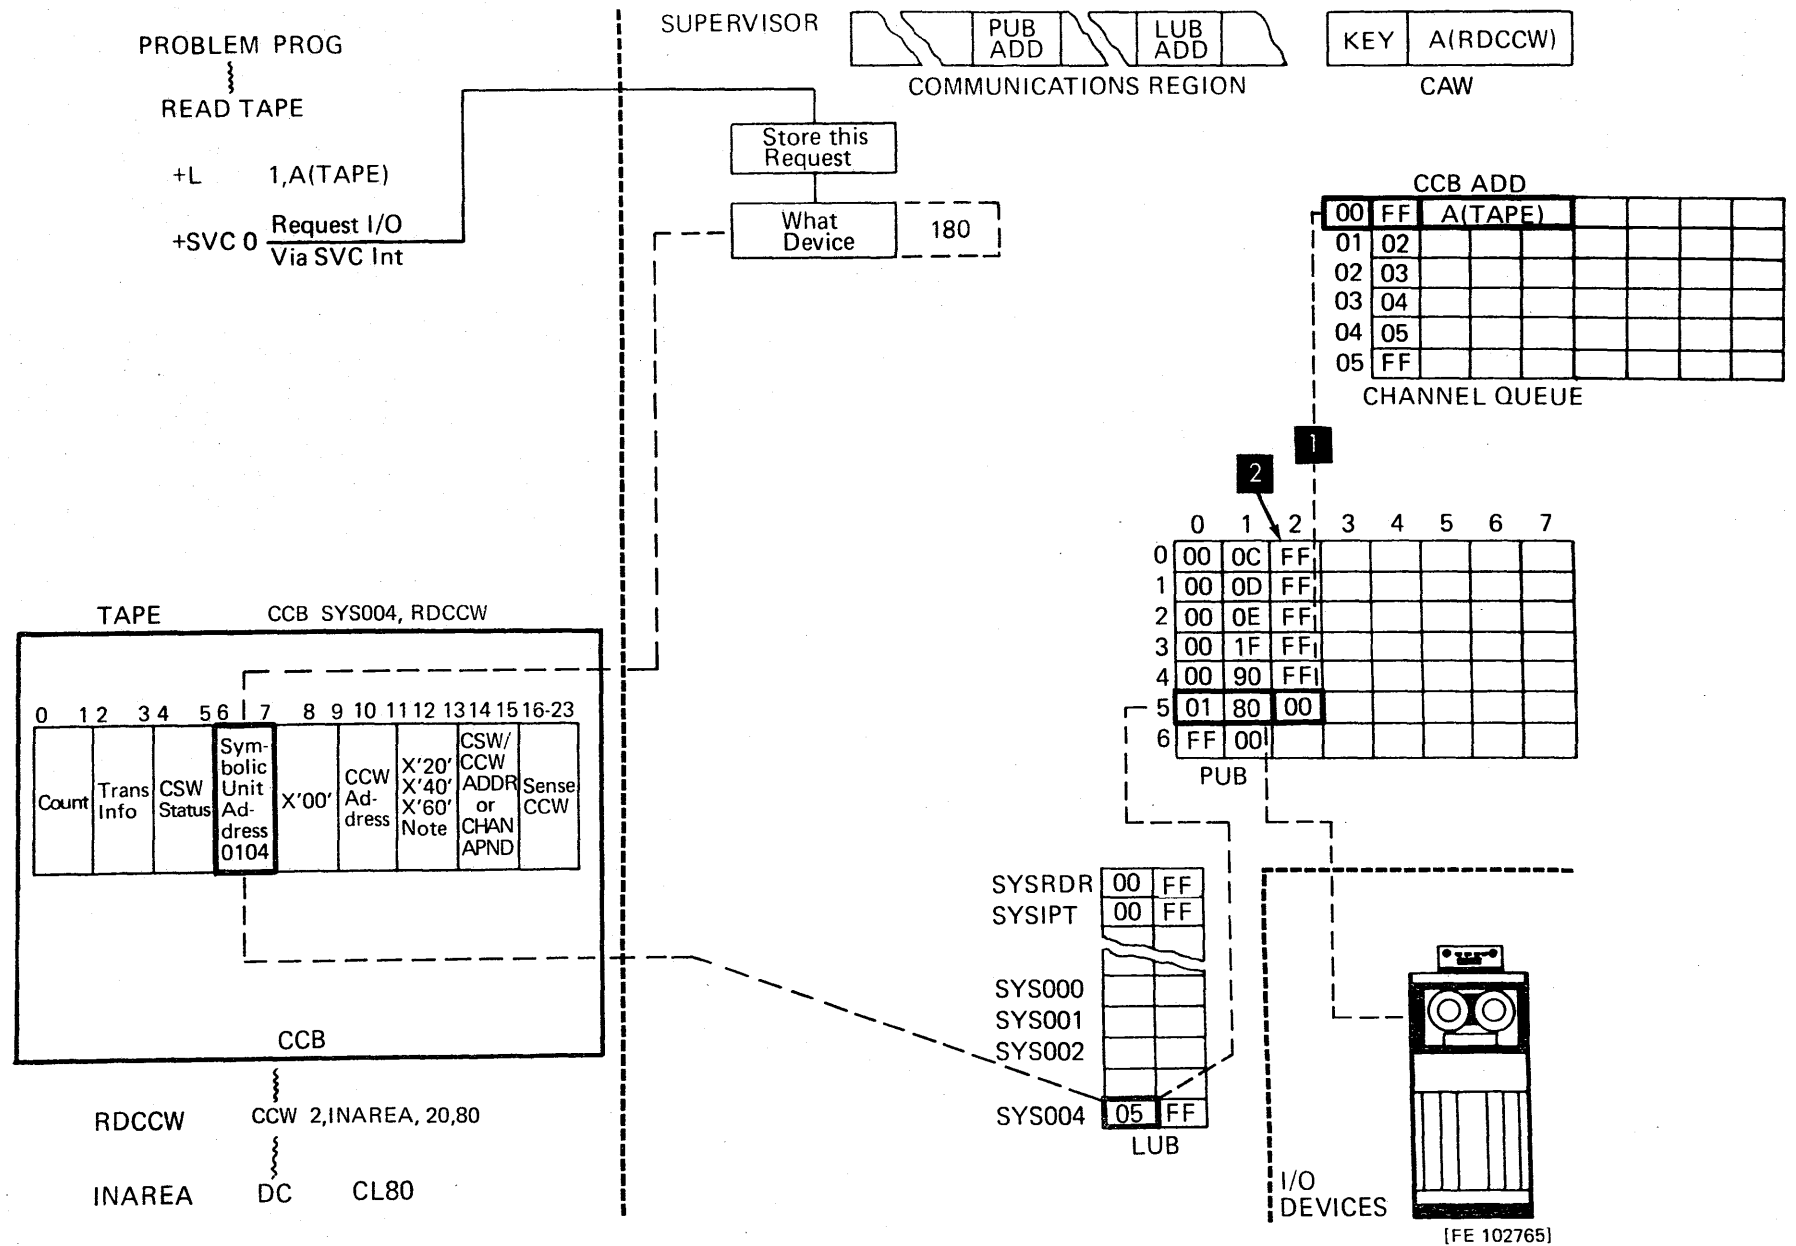 PROBLEM PROG
READ TAPE
+L 1,A(TAPE)
+SVC 0 Request I/O
Via SVC Int
SUPERVISOR
PUB
ADD
LUB
ADD
COMMUNICATIONS REGION
KEY A(RDCCW)
CAW
Store this
Request
What
Device
180
CCB ADD
00 FF A(TAPE)
01 02
02 03
03 04
04 05
05 FF
CHANNEL QUEUE
1
2
0 1 2 3 4 5 6 7
0 00 0C FF
1 00 0D FF
2 00 0E FF
3 00 1F FF
4 00 90 FF
5 01 80 00
6 FF 00
PUB
TAPE CCB SYS004, RDCCW
0 1 2 3 4 5 6 7 8 9 10 11 12 13 14 15 16-23
Count
Trans
Info
CSW
Status
Sym-
bolic
Unit
Ad-
dress
0104
X'00'
CCW
Ad-
dress
X'20'
X'40'
X'60'
Note
CSW/
CCW
ADDR
or
CHAN
APND
Sense
CCW
CCB
RDCCW CCW 2,INAREA, 20,80
INAREA DC CL80
SYSRDR 00 FF
SYSIPT 00 FF
SYS000
SYS001
SYS002
SYS004 05 FF
LUB
I/O
DEVICES
[FE 102765]